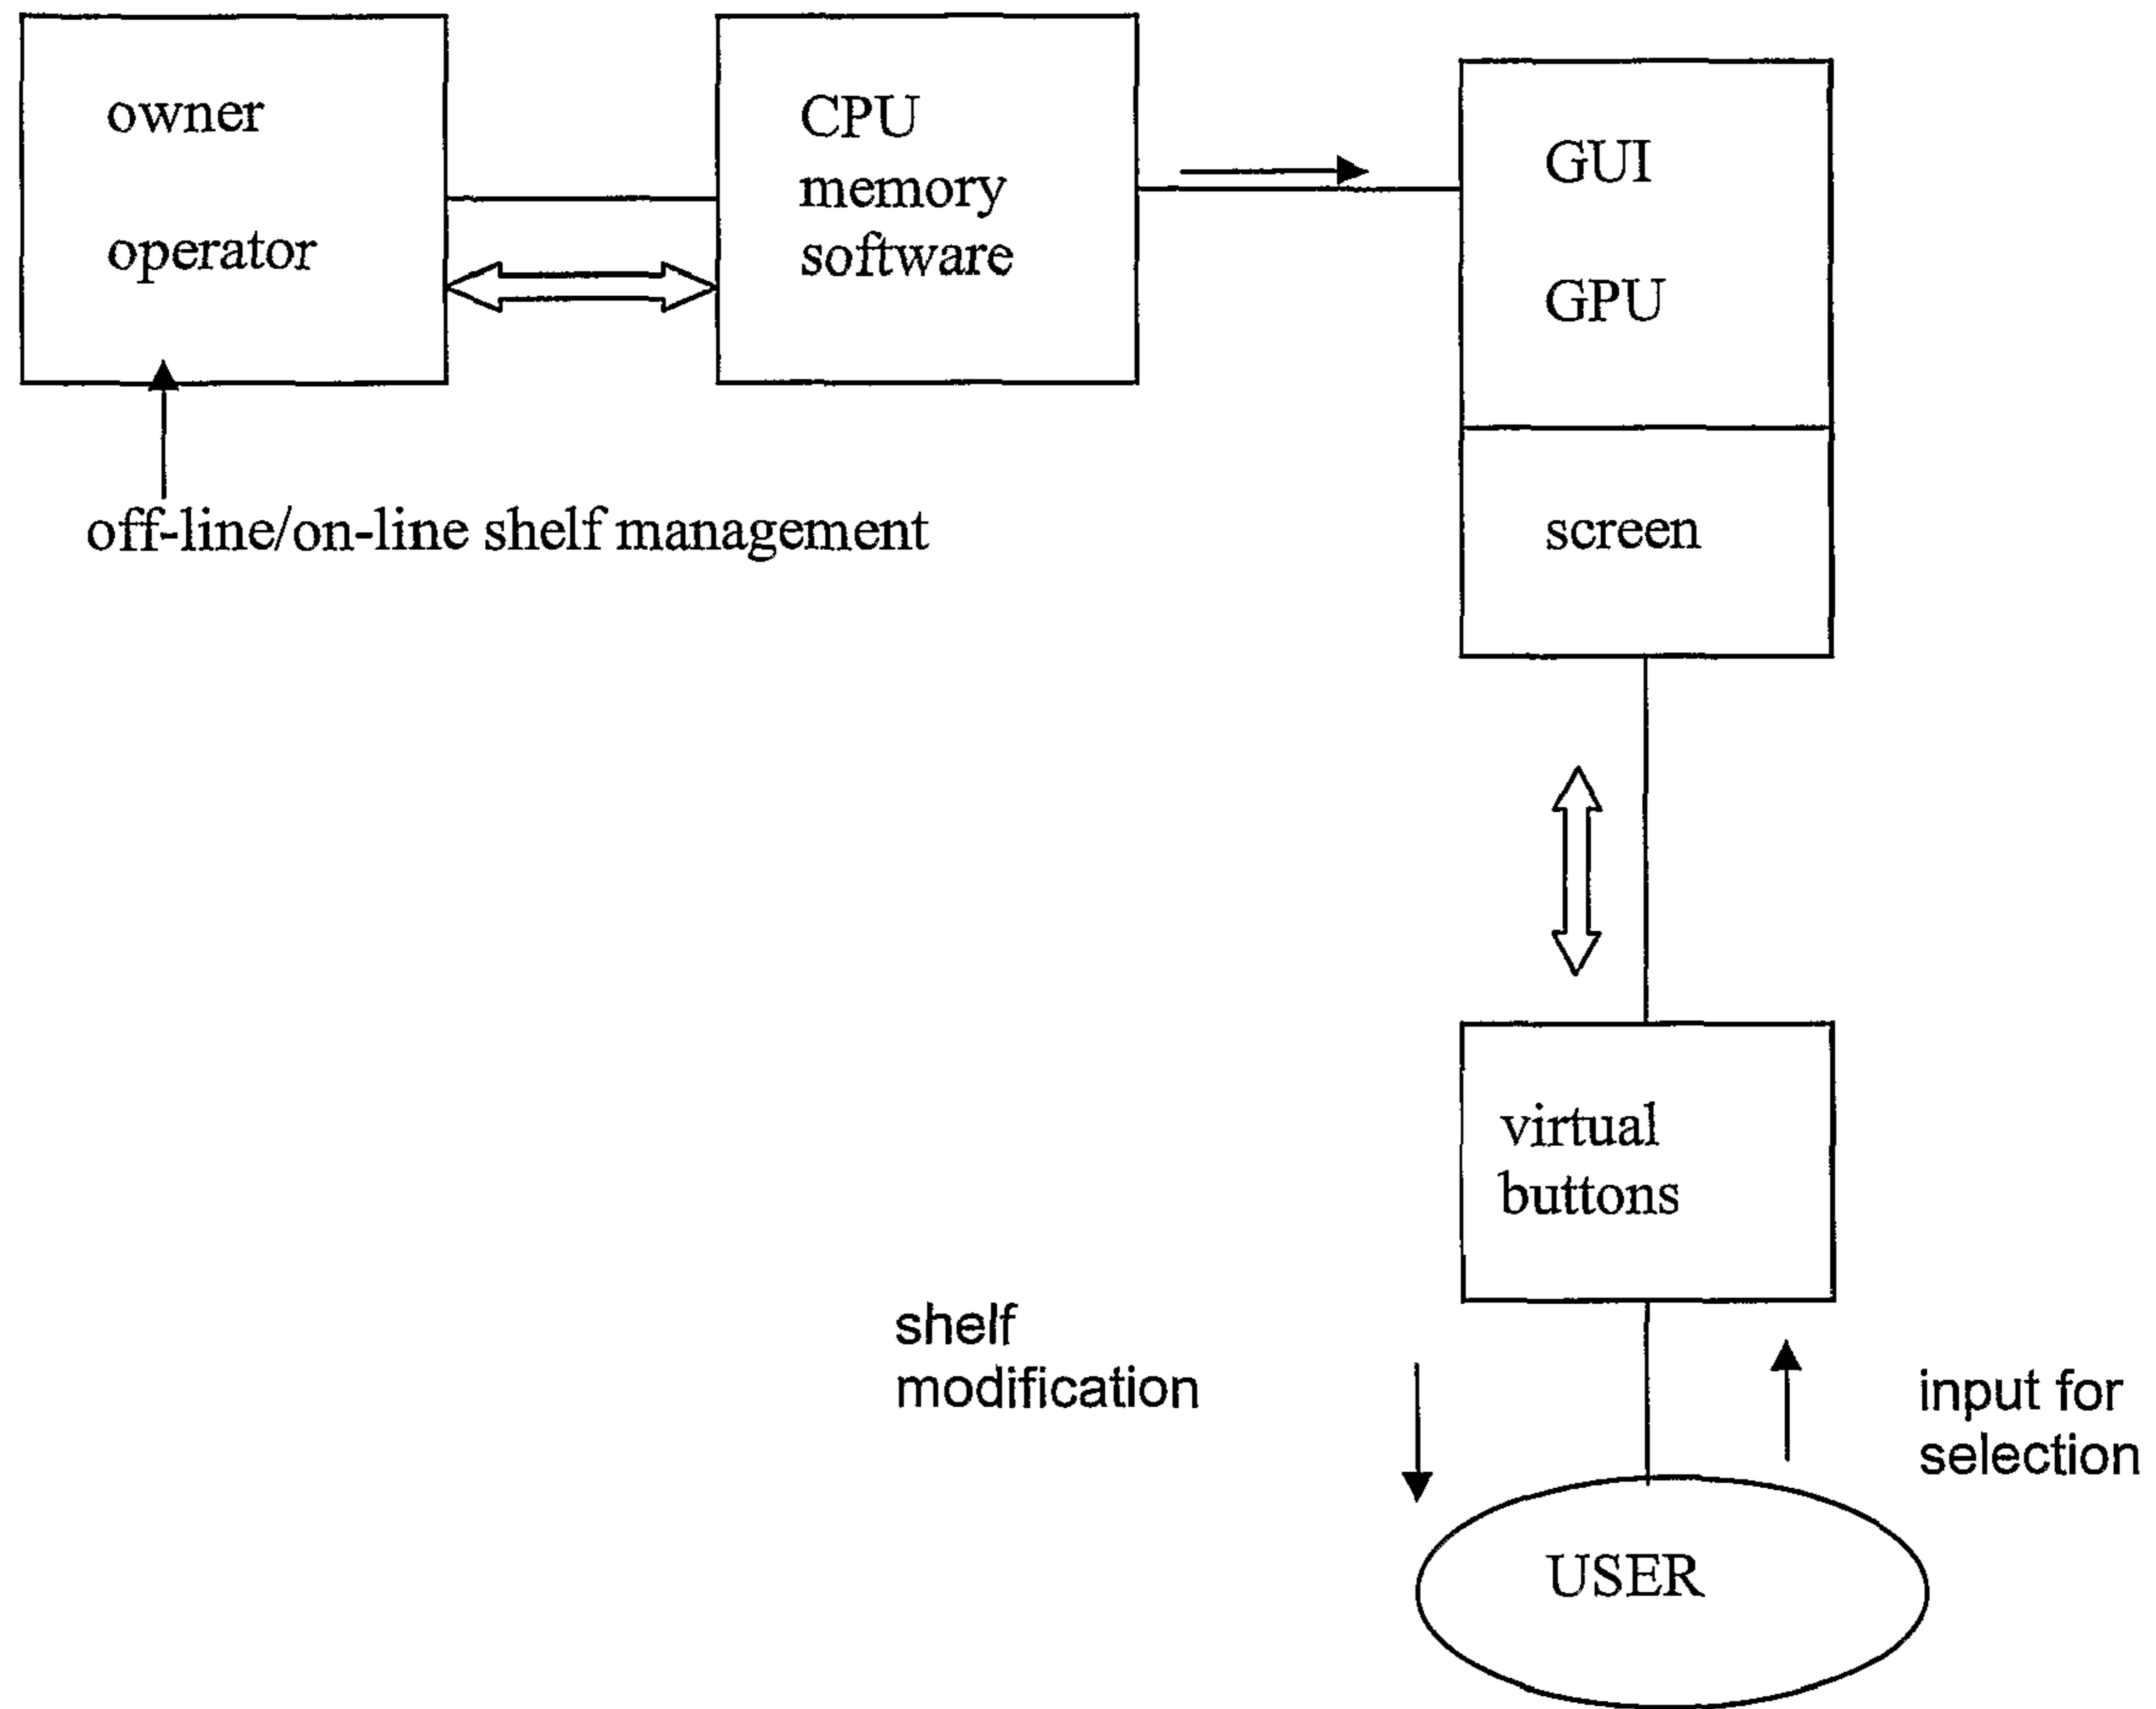 owner
operator
CPU
memory
software
GUI
GPU
off-line/on-line shelf management
screen
virtual
buttons
shelf
modification
input for
selection
USER